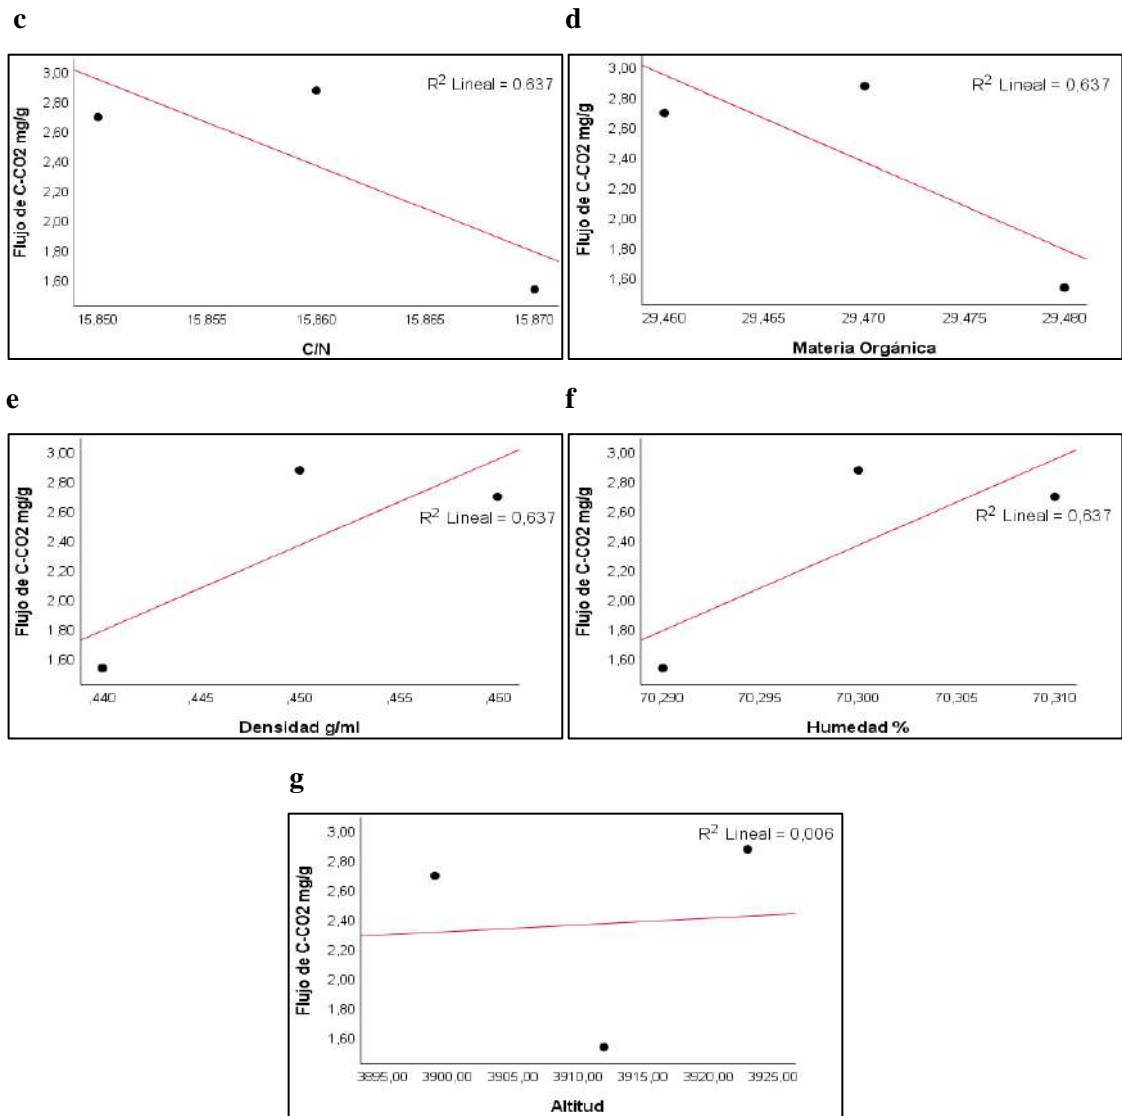 c
d
3,00
2,80
2,60
2,40
2,20
2,00
1,80
1,60
Flujo de C-CO2 mg/g
R² Lineal = 0,637
15,850 15,855 15,860 15,865 15,870
C/N
3,00
2,80
2,60
2,40
2,20
2,00
1,80
1,60
Flujo de C-CO2 mg/g
R² Lineal = 0,637
29,460 29,465 29,470 29,475 29,480
Materia Orgánica
e
f
3,00
2,80
2,60
2,40
2,20
2,00
1,80
1,60
Flujo de C-CO2 mg/g
R² Lineal = 0,637
,440 ,445 ,450 ,455 ,460
Densidad g/ml
3,00
2,80
2,60
2,40
2,20
2,00
1,80
1,60
Flujo de C-CO2 mg/g
R² Lineal = 0,637
70,290 70,295 70,300 70,305 70,310
Humedad %
g
3,00
2,80
2,60
2,40
2,20
2,00
1,80
1,60
Flujo de C-CO2 mg/g
R² Lineal = 0,006
3895,00 3900,00 3905,00 3910,00 3915,00 3920,00 3925,00
Altitud